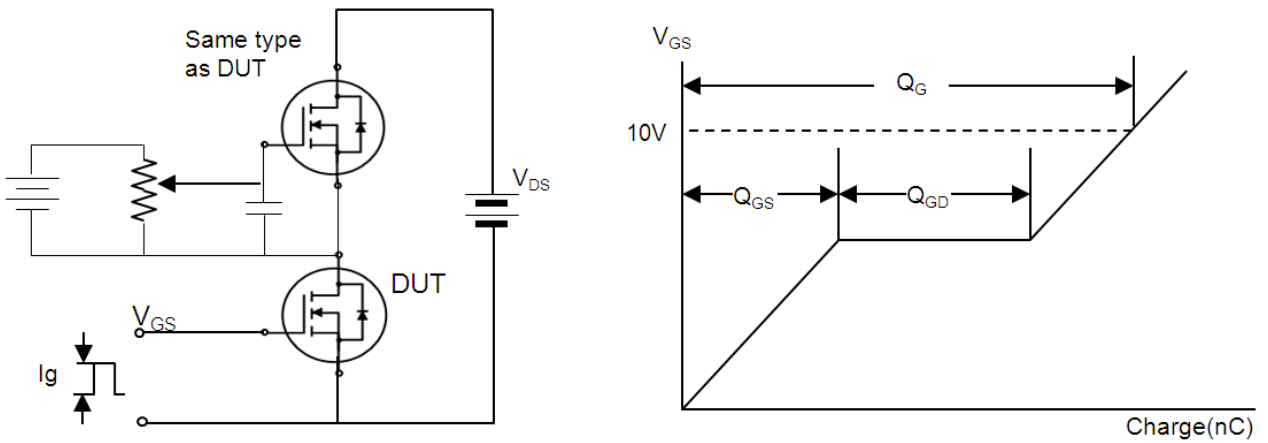 Same type
as DUT
V_DS
DUT
V_GS
Ig
V_GS
Q_G
10V
Q_GS
Q_GD
Charge(nC)